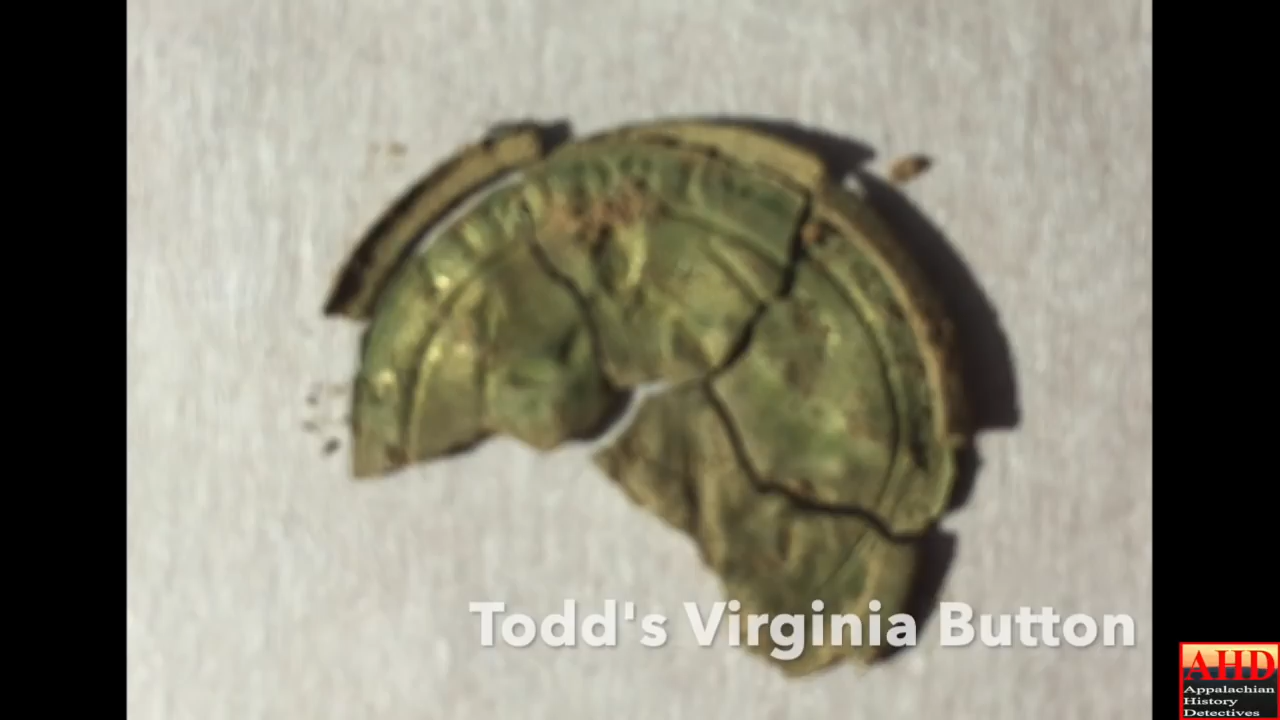 Todd's Virginia Button
AHD
Appalachian
History
Detectives